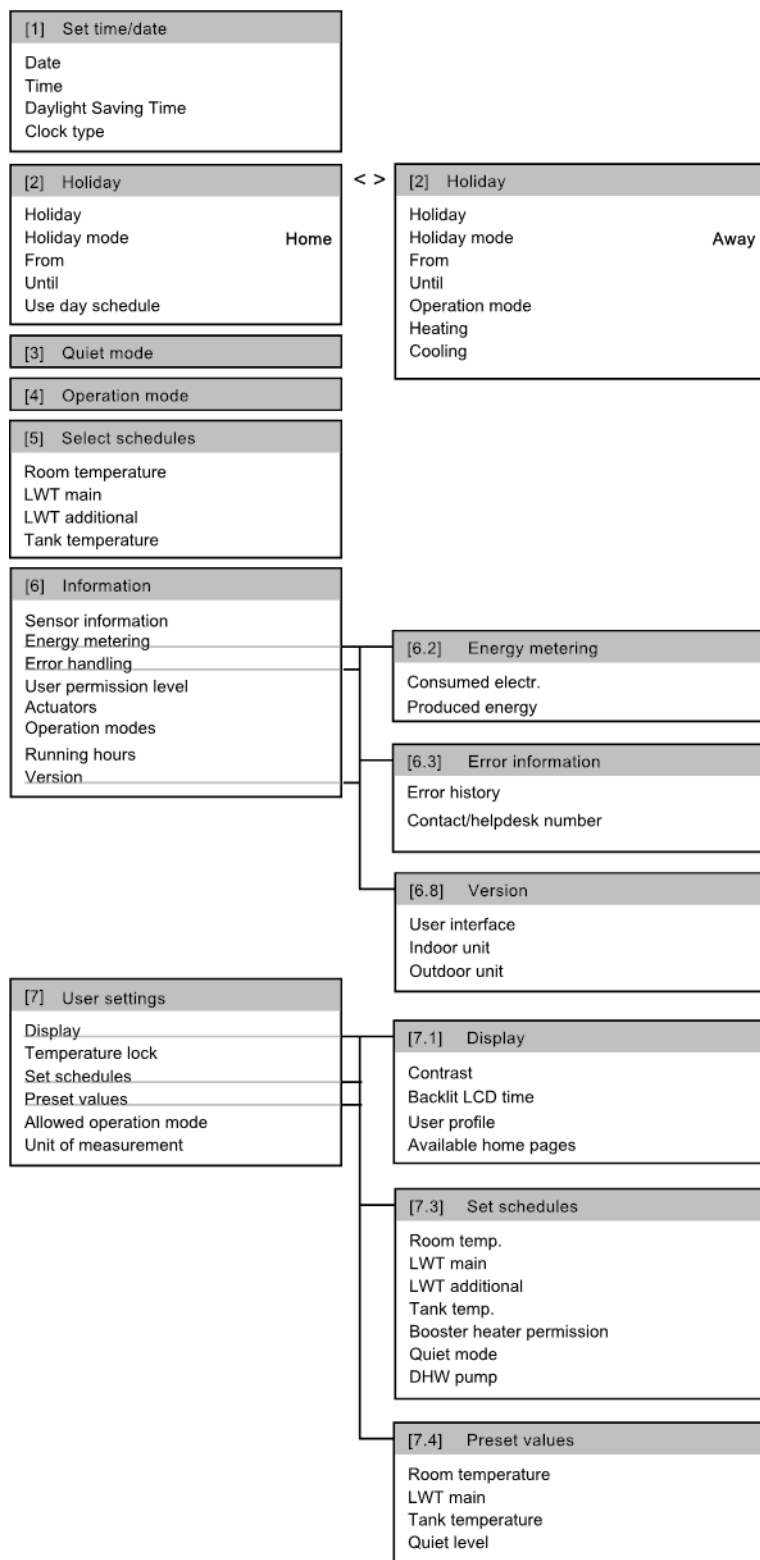 [1] Set time/date
Date
Time
Daylight Saving Time
Clock type
[2] Holiday
Holiday
Holiday mode Home
From
Until
Use day schedule
< >
[2] Holiday
Holiday
Holiday mode Away
From
Until
Operation mode
Heating
Cooling
[3] Quiet mode
[4] Operation mode
[5] Select schedules
Room temperature
LWT main
LWT additional
Tank temperature
[6] Information
Sensor information
Energy metering
Error handling
User permission level
Actuators
Operation modes
Running hours
Version
[6.2] Energy metering
Consumed electr.
Produced energy
[6.3] Error information
Error history
Contact/helpdesk number
[6.8] Version
User interface
Indoor unit
Outdoor unit
[7] User settings
Display
Temperature lock
Set schedules
Preset values
Allowed operation mode
Unit of measurement
[7.1] Display
Contrast
Backlit LCD time
User profile
Available home pages
[7.3] Set schedules
Room temp.
LWT main
LWT additional
Tank temp.
Booster heater permission
Quiet mode
DHW pump
[7.4] Preset values
Room temperature
LWT main
Tank temperature
Quiet level